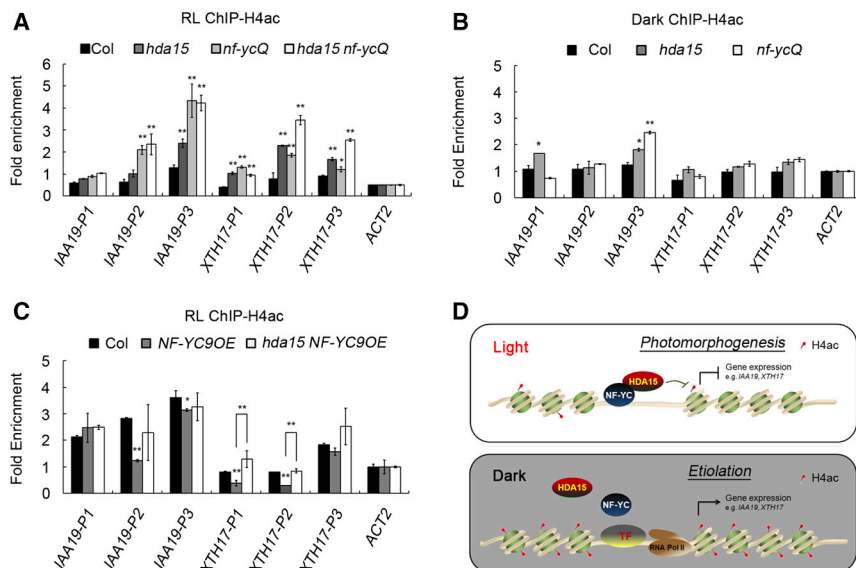 A
RL ChIP-H4ac
Col hda15 nf-ycQ hda15 nf-ycQ
Fold enrichment
6
5
4
3
2
1
0
** ** ** ** ** ** ** ** ** ** ** ** ** * **
IAA19-P1 IAA19-P2 IAA19-P3 XTH17-P1 XTH17-P2 XTH17-P3 ACT2
B
Dark ChIP-H4ac
Col hda15 nf-ycQ
Fold enrichment
6
5
4
3
2
1
0
* * **
IAA19-P1 IAA19-P2 IAA19-P3 XTH17-P1 XTH17-P2 XTH17-P3 ACT2
C
RL ChIP-H4ac
Col NF-YC9OE hda15 NF-YC9OE
Fold Enrionment
5
4
3
2
1
0
** * ** ** ** **
IAA19-P1 IAA19-P2 IAA19-P3 XTH17-P1 XTH17-P2 XTH17-P3 ACT2
D
Light
Photomorphogenesis
H4ac
HDA15
NF-YC
Gene expression
e.g. IAA19, XTH17
Dark
Etiolation
H4ac
HDA15
NF-YC
TF
RNA Pol II
Gene expression
e.g. IAA19, XTH17